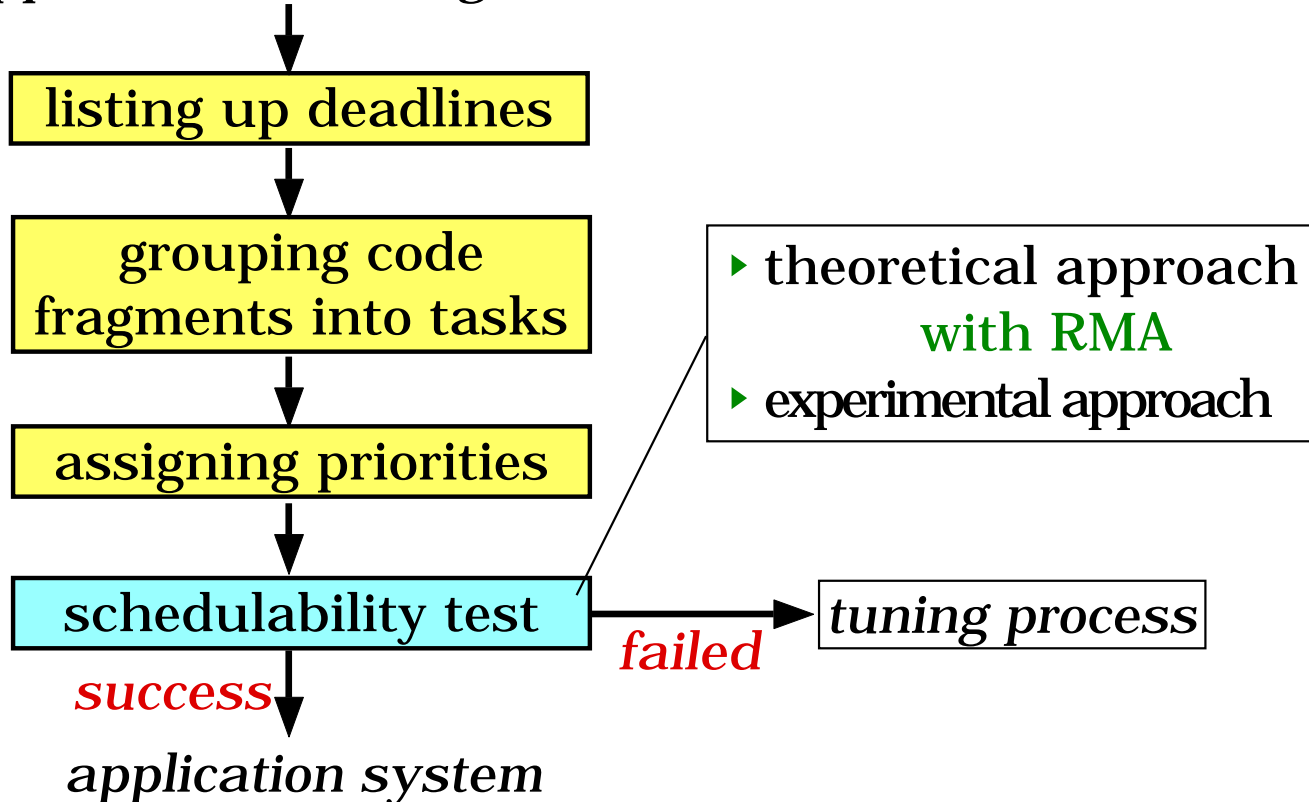 listing up deadlines
grouping code
fragments into tasks
assigning priorities
schedulability test
success
application system
failed
tuning process
theoretical approach
with RMA
experimental approach